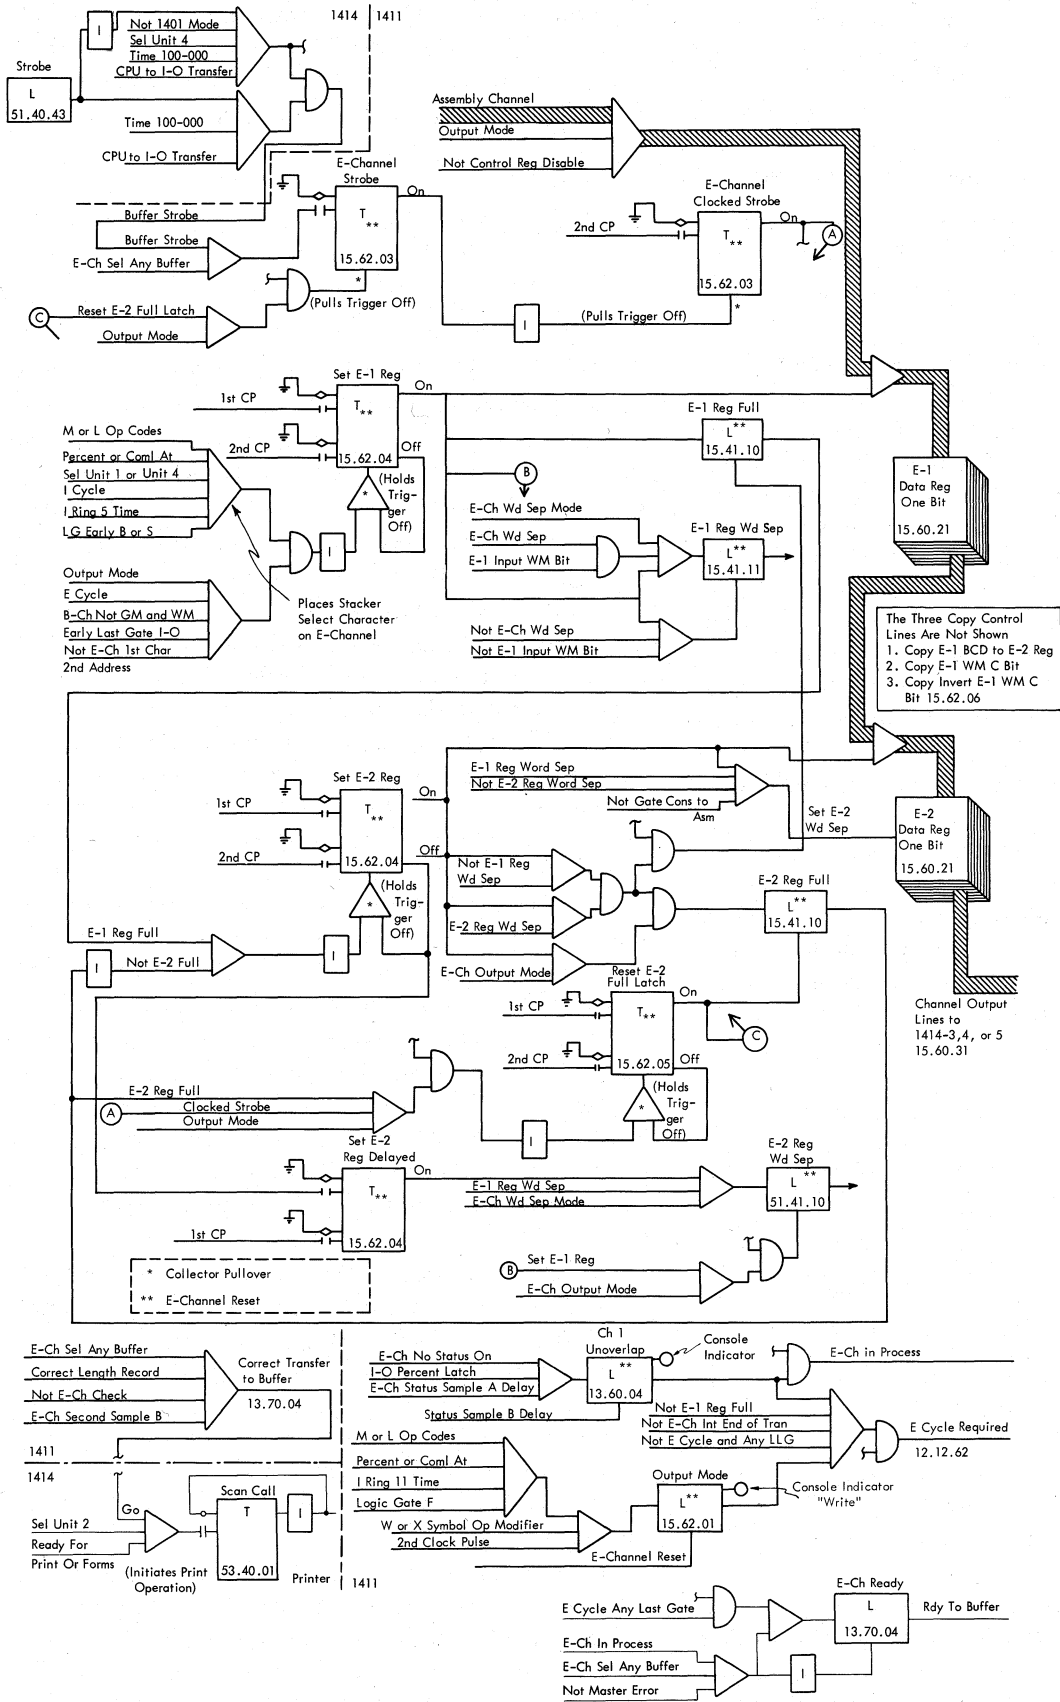 1414
1411
Not 1401 Mode
Sel Unit 4
Time 100-000
CPU to I-O Transfer
I
Strobe
L
51.40.43
Time 100-000
CPU to I-O Transfer
Assembly Channel
Output Mode
Not Control Reg Disable
E-Channel
Strobe
On
T
**
15.62.03
*
(Pulls Trigger Off)
Buffer Strobe
Buffer Strobe
E-Ch Sel Any Buffer
C
Reset E-2 Full Latch
Output Mode
E-Channel
Clocked Strobe
On
2nd CP
T
**
15.62.03
*
A
I
(Pulls Trigger Off)
Set E-1 Reg
On
1st CP
T
**
2nd CP
Off
15.62.04
*
(Holds
Trig-
ger
Off)
M or L Op Codes
Percent or Coml At
Sel Unit 1 or Unit 4
I Cycle
I Ring 5 Time
LG Early B or S
I
Output Mode
E Cycle
B-Ch Not GM and WM
Early Last Gate I-O
Not E-Ch 1st Char
2nd Address
Places Stacker
Select Character
on E-Channel
E-1 Reg Full
L **
15.41.10
B
E-Ch Wd Sep Mode
E-Ch Wd Sep
E-1 Input WM Bit
E-1 Reg Wd Sep
L **
15.41.11
Not E-Ch Wd Sep
Not E-1 Input WM Bit
E-1
Data Reg
One Bit
15.60.21
The Three Copy Control
Lines Are Not Shown
1. Copy E-1 BCD to E-2 Reg
2. Copy E-1 WM C Bit
3. Copy Invert E-1 WM C
Bit 15.62.06
Set E-2 Reg
On
1st CP
T
**
2nd CP
Off
15.62.04
*
(Holds
Trig-
ger
Off)
E-1 Reg Word Sep
Not E-2 Reg Word Sep
Not Gate Cons to
Asm
Set E-2
Wd Sep
E-2
Data Reg
One Bit
15.60.21
Not E-1 Reg
Wd Sep
E-2 Reg Wd Sep
E-Ch Output Mode
E-2 Reg Full
L **
15.41.10
E-1 Reg Full
I
Not E-2 Full
I
Reset E-2
Full Latch
On
1st CP
T
**
2nd CP
Off
15.62.05
*
(Holds
Trig-
ger
Off)
C
Channel Output
Lines to
1414-3,4, or 5
15.60.31
E-2 Reg Full
A
Clocked Strobe
Output Mode
I
Set E-2
Reg Delayed
On
T
**
1st CP
15.62.04
E-1 Reg Wd Sep
E-Ch Wd Sep Mode
E-2 Reg
Wd Sep
L **
51.41.10
B
Set E-1 Reg
E-Ch Output Mode
* Collector Pullover
** E-Channel Reset
E-Ch Sel Any Buffer
Correct Length Record
Not E-Ch Check
E-Ch Second Sample B
Correct Transfer
to Buffer
13.70.04
1411
1414
Scan Call
T
53.40.01
I
Go
Sel Unit 2
Ready For
Print Or Forms
(Initiates Print
Operation)
Printer
1411
E-Ch No Status On
I-O Percent Latch
E-Ch Status Sample A Delay
Status Sample B Delay
Ch 1
Unoverlap
**
L
13.60.04
Console
Indicator
E-Ch in Process
Not E-1 Reg Full
Not E-Ch Int End of Tran
Not E Cycle and Any LLG
E Cycle Required
12.12.62
M or L Op Codes
Percent or Coml At
I Ring 11 Time
Logic Gate F
W or X Symbol Op Modifier
2nd Clock Pulse
Output Mode
L **
15.62.01
Console Indicator
"Write"
E-Channel Reset
E Cycle Any Last Gate
E-Ch In Process
E-Ch Sel Any Buffer
Not Master Error
I
E-Ch Ready
L
13.70.04
Rdy To Buffer